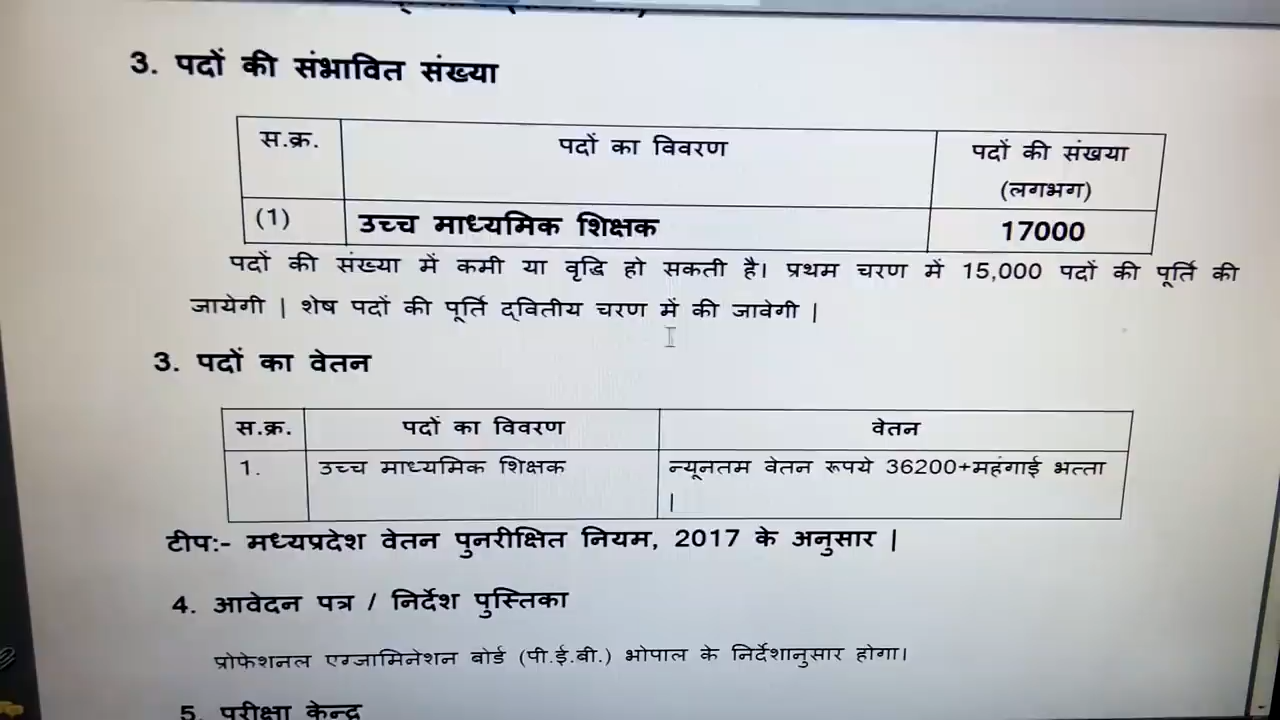 3. पदों की संभावित संख्या
स.क्र.
पदों का विवरण
पदों की संखया
(लगभग)
(1)
उच्च माध्यमिक शिक्षक
17000
पदों की संख्या में कमी या वृद्धि हो सकती है। प्रथम चरण में 15,000 पदों की पूर्ति की
जायेगी | शेष पदों की पूर्ति द्वितीय चरण में की जावेगी |
3. पदों का वेतन
स.क्र.
पदों का विवरण
वेतन
1.
उच्च माध्यमिक शिक्षक
न्यूनतम वेतन रूपये 36200+महंगाई भत्ता
|
टीप:- मध्यप्रदेश वेतन पुनरीक्षित नियम, 2017 के अनुसार |
4. आवेदन पत्र / निर्देश पुस्तिका
प्रोफेशनल एग्जामिनेशन बोर्ड (पी.ई.बी.) भोपाल के निर्देशानुसार होगा।
5. परीक्षा केन्द्र